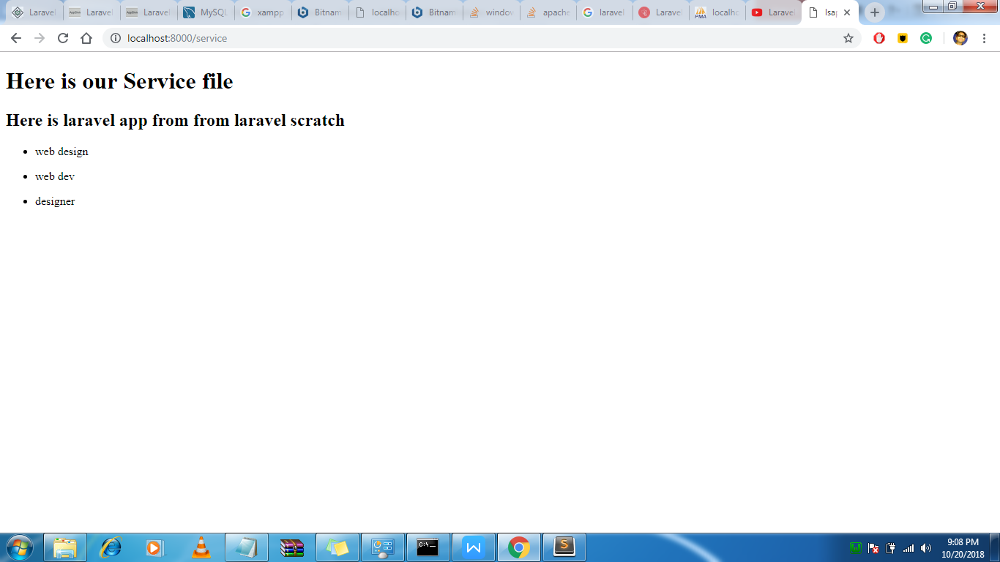 Laravel
Laravel
Laravel
MySQL
xampp
Bitnam
localho
Bitnam
window
apache
laravel
Laravel
PMA
localho
Laravel
lsap
localhost:8000/service
Here is our Service file
Here is laravel app from from laravel scratch
web design
web dev
designer
C:\_
W
S
9:08 PM
10/20/2018